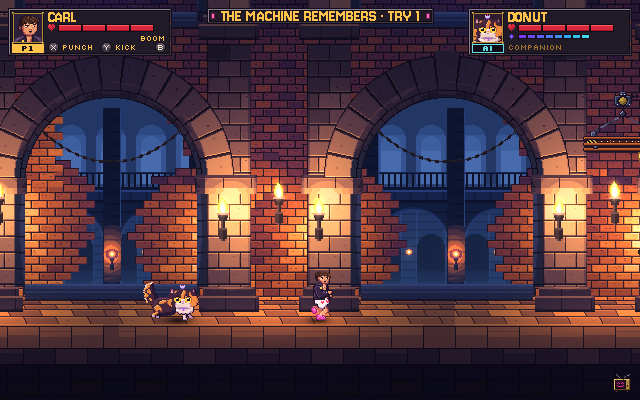 CARL
P1
X PUNCH Y KICK
BOOM
B
THE MACHINE REMEMBERS · TRY 1
DONUT
AI
COMPANION